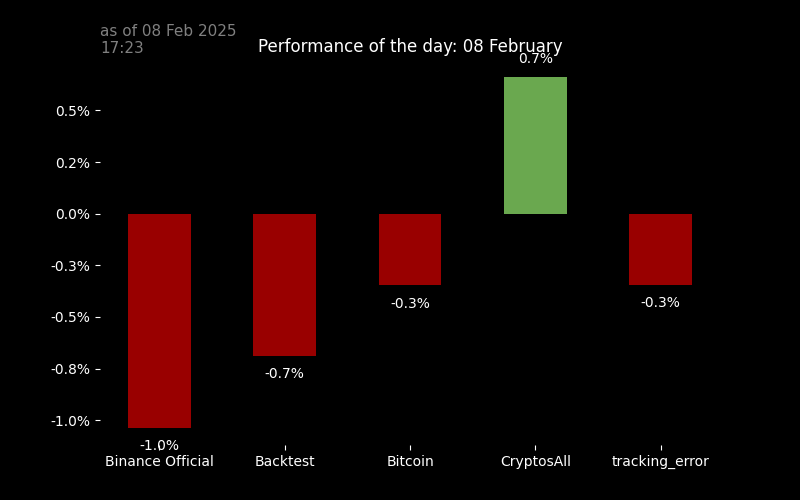 as of 08 Feb 2025
17:23
Performance of the day: 08 February
0.7%
0.5%
0.2%
0.0%
-0.3%
-0.5%
-0.8%
-1.0%
-0.3%
-0.3%
-0.7%
-1.0%
Binance Official
Backtest
Bitcoin
CryptosAll
tracking_error